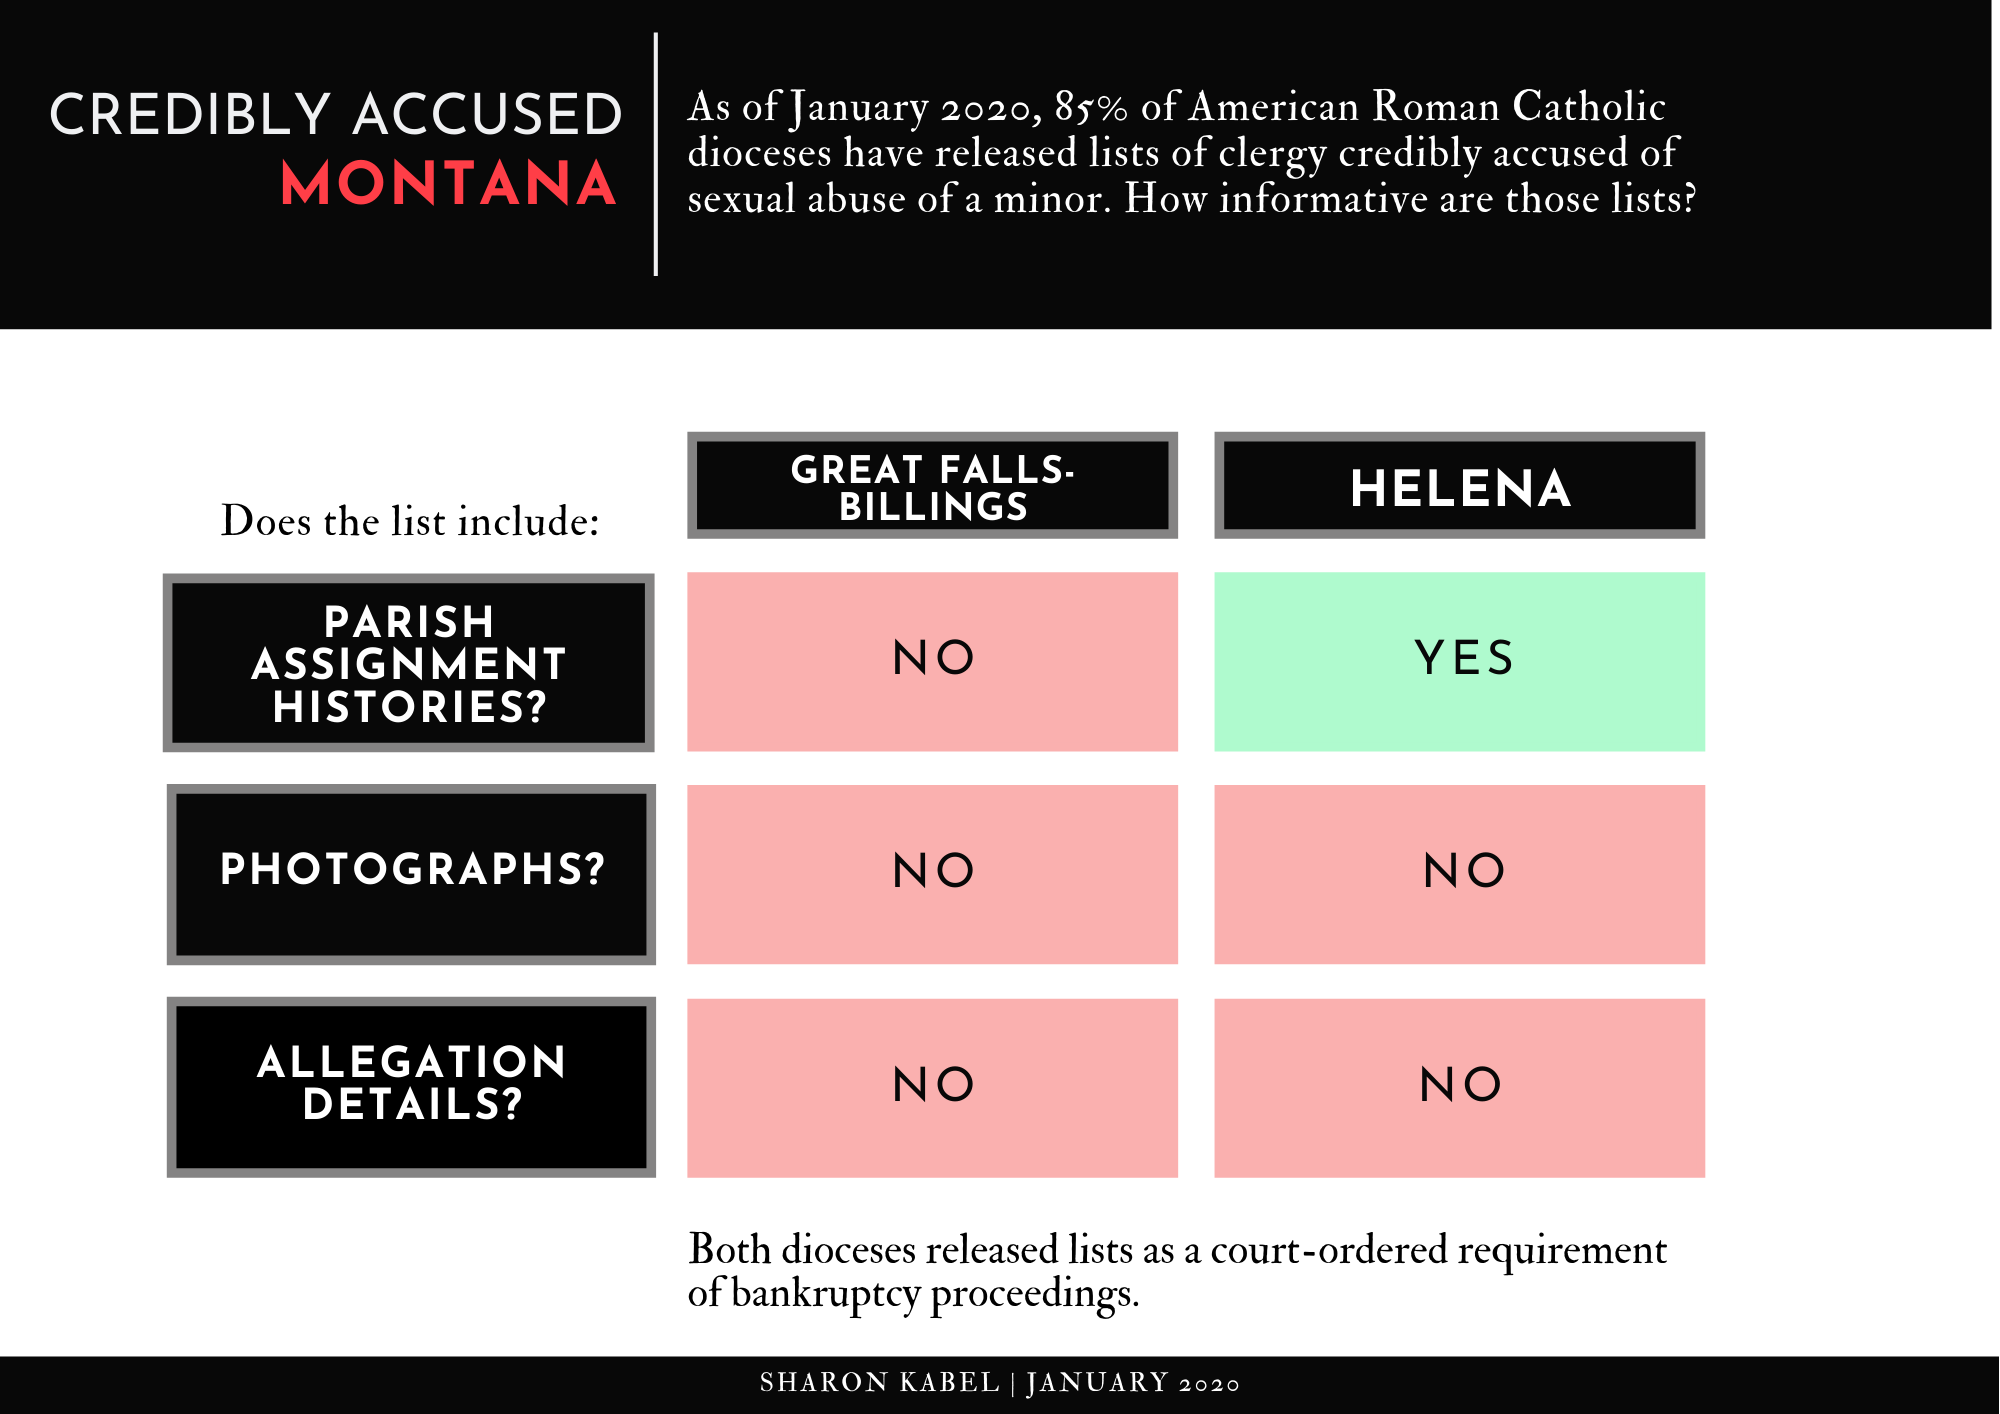 CREDIBLY ACCUSED
MONTANA
As of January 2020, 85% of American Roman Catholic
dioceses have released lists of clergy credibly accused of
sexual abuse of a minor. How informative are those lists?
Does the list include:
GREAT FALLS-
BILLINGS
HELENA
PARISH
ASSIGNMENT
HISTORIES?
NO
YES
PHOTOGRAPHS?
NO
NO
ALLEGATION
DETAILS?
NO
NO
Both dioceses released lists as a court-ordered requirement
of bankruptcy proceedings.
SHARON KABEL | JANUARY 2020